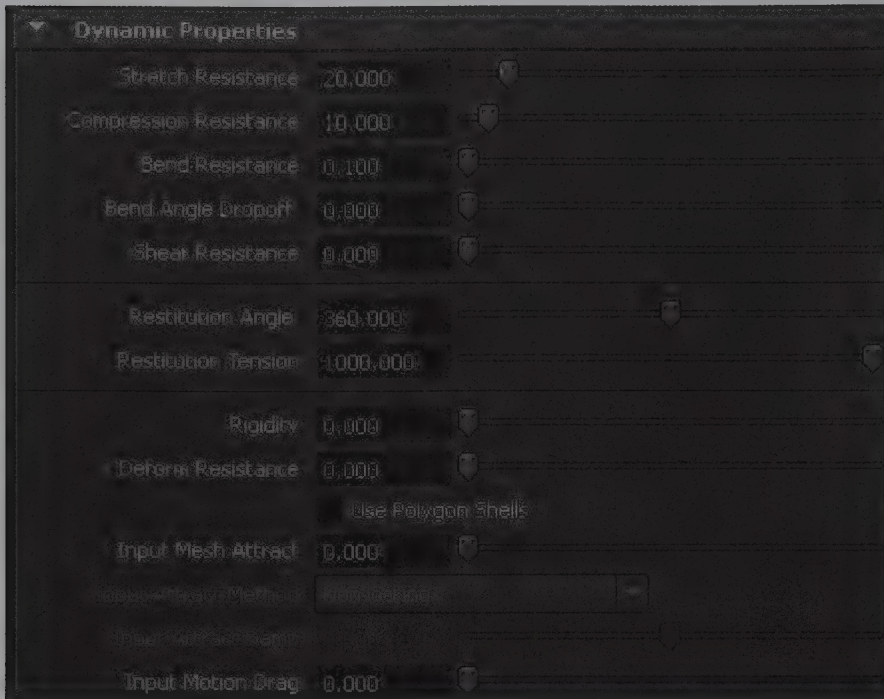 Dynamic Properties
Stretch Resistance 20.000
Compression Resistance 10.000
Bend Resistance 0.100
Bend Angle Dropoff 0.000
Shear Resistance 0.000
Restitution Angle 360.000
Restitution Tension 1000.000
Rigidity 0.000
Deform Resistance 0.000
Use Polygon Shells
Input Mesh Attract 0.000
Input Motion Drag 0.000